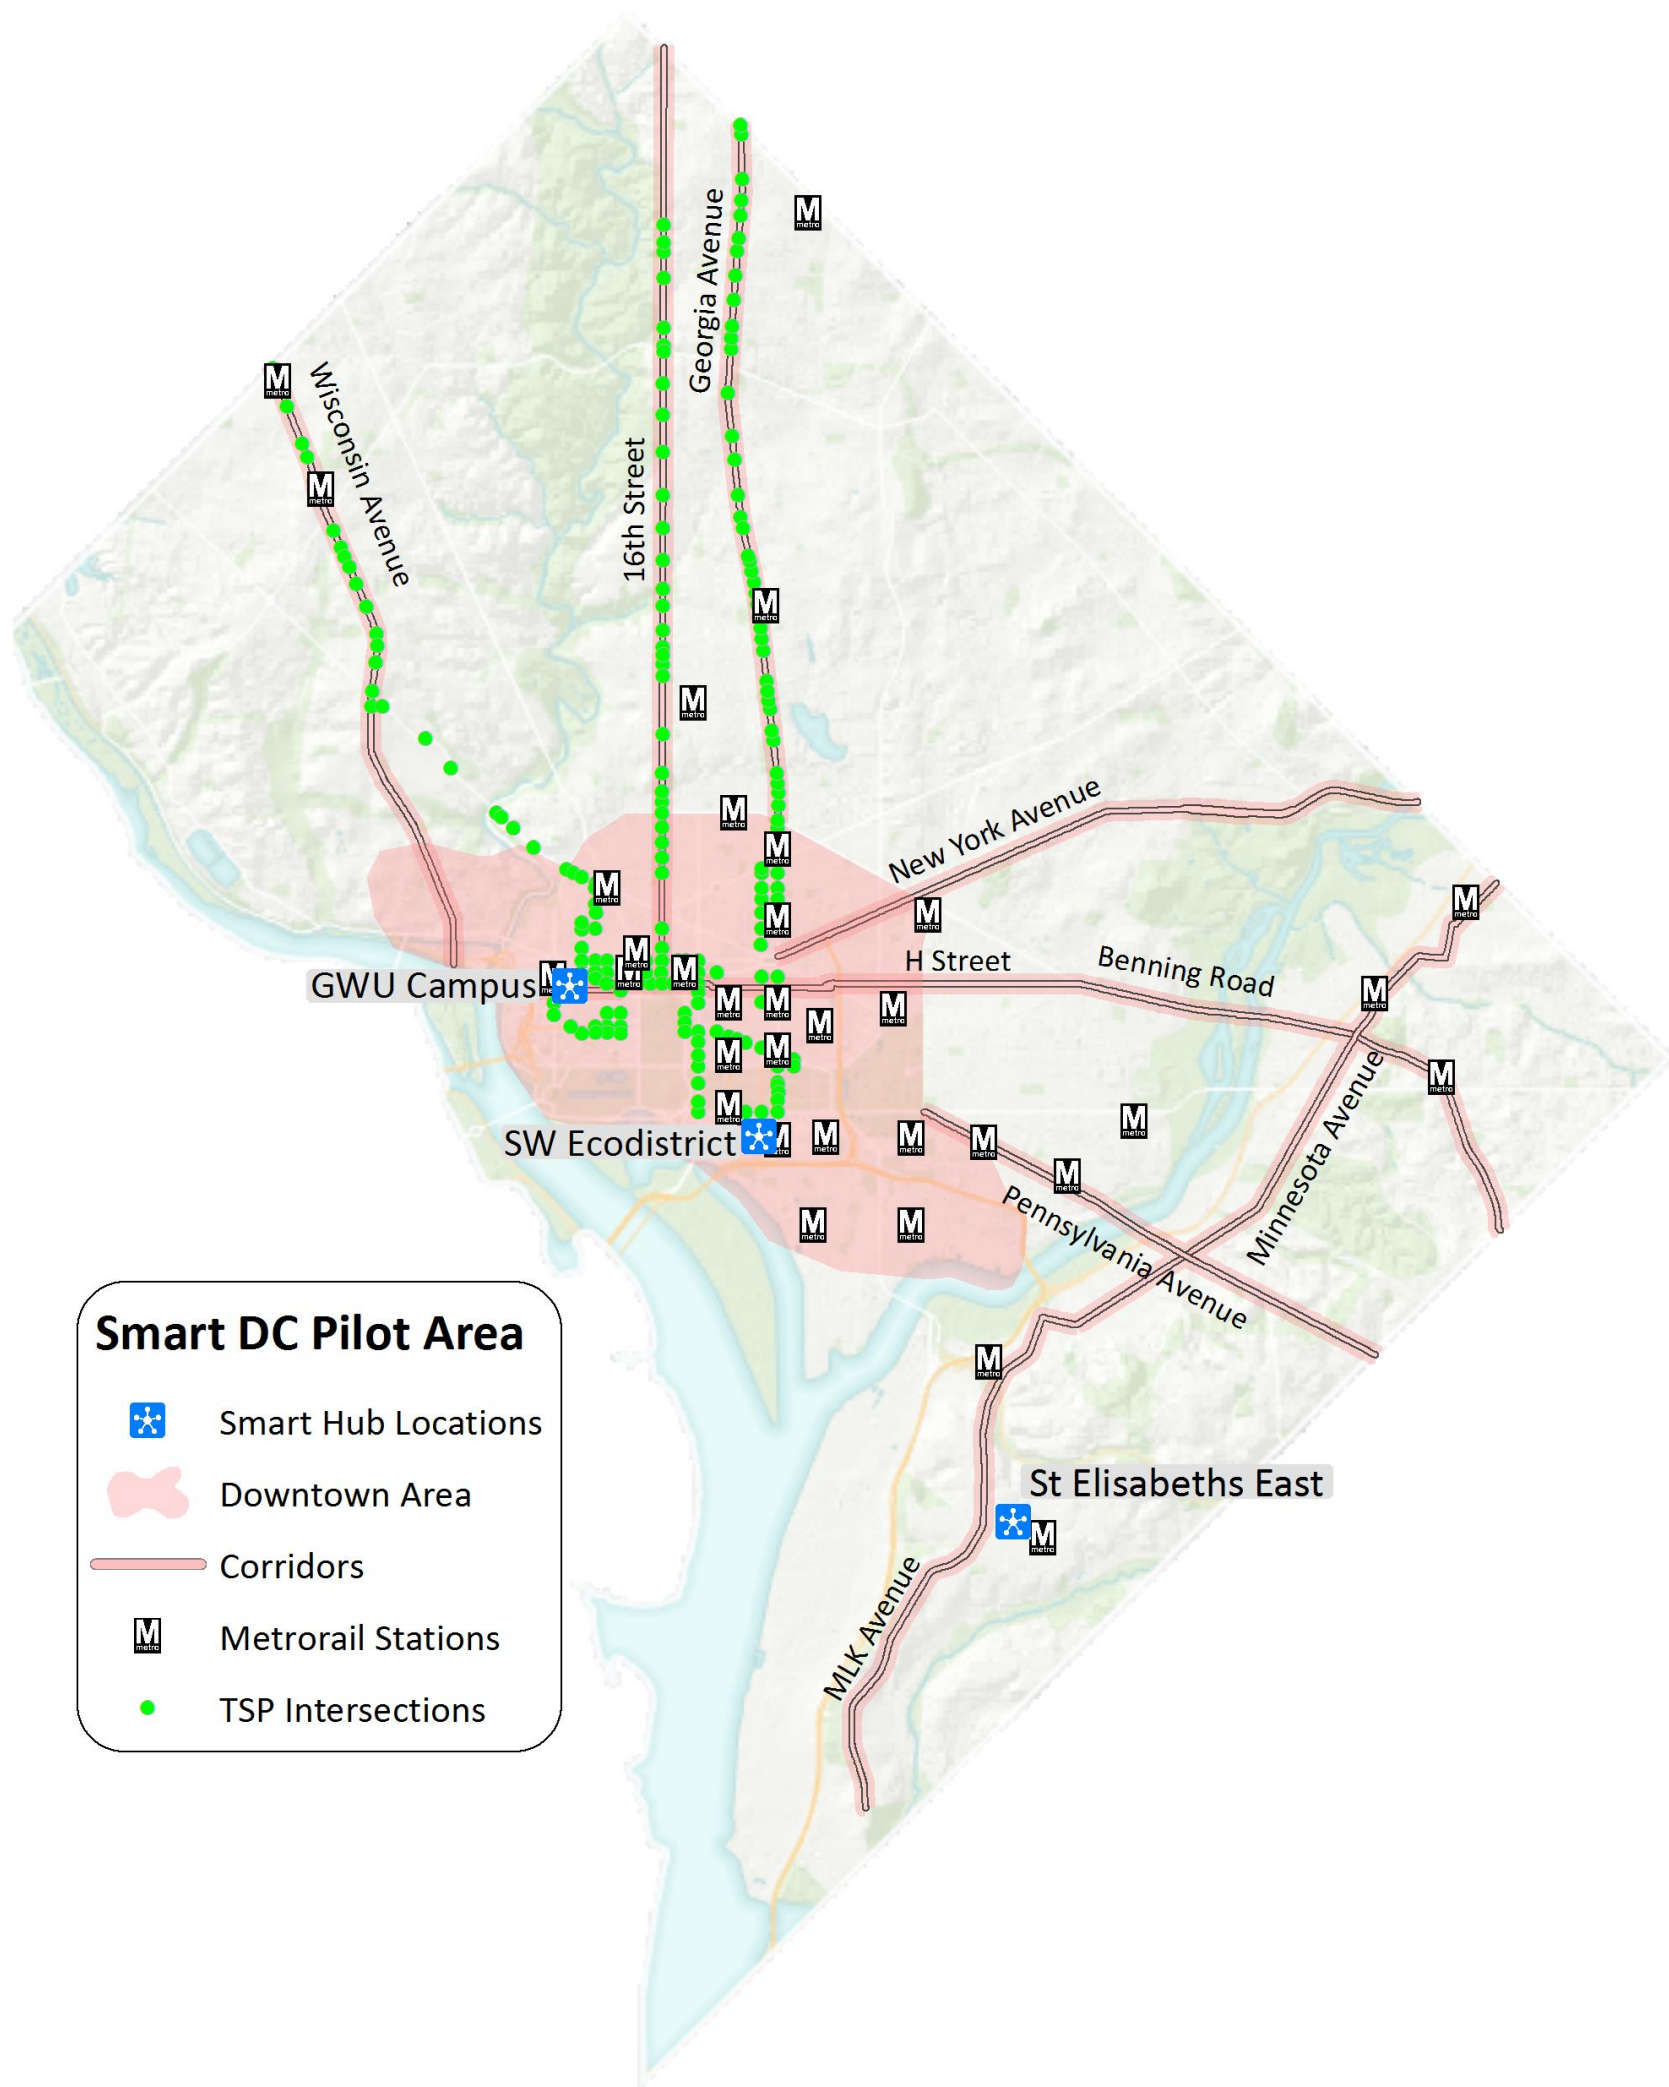 Georgia Avenue
Wisconsin Avenue
16th Street
New York Avenue
H Street
Benning Road
GWU Campus
Minnesota Avenue
SW Ecodistrict
Pennsylvania Avenue
Smart DC Pilot Area
Smart Hub Locations
Downtown Area
Corridors
M metro
Metrorail Stations
TSP Intersections
St Elisabeths East
MLK Avenue